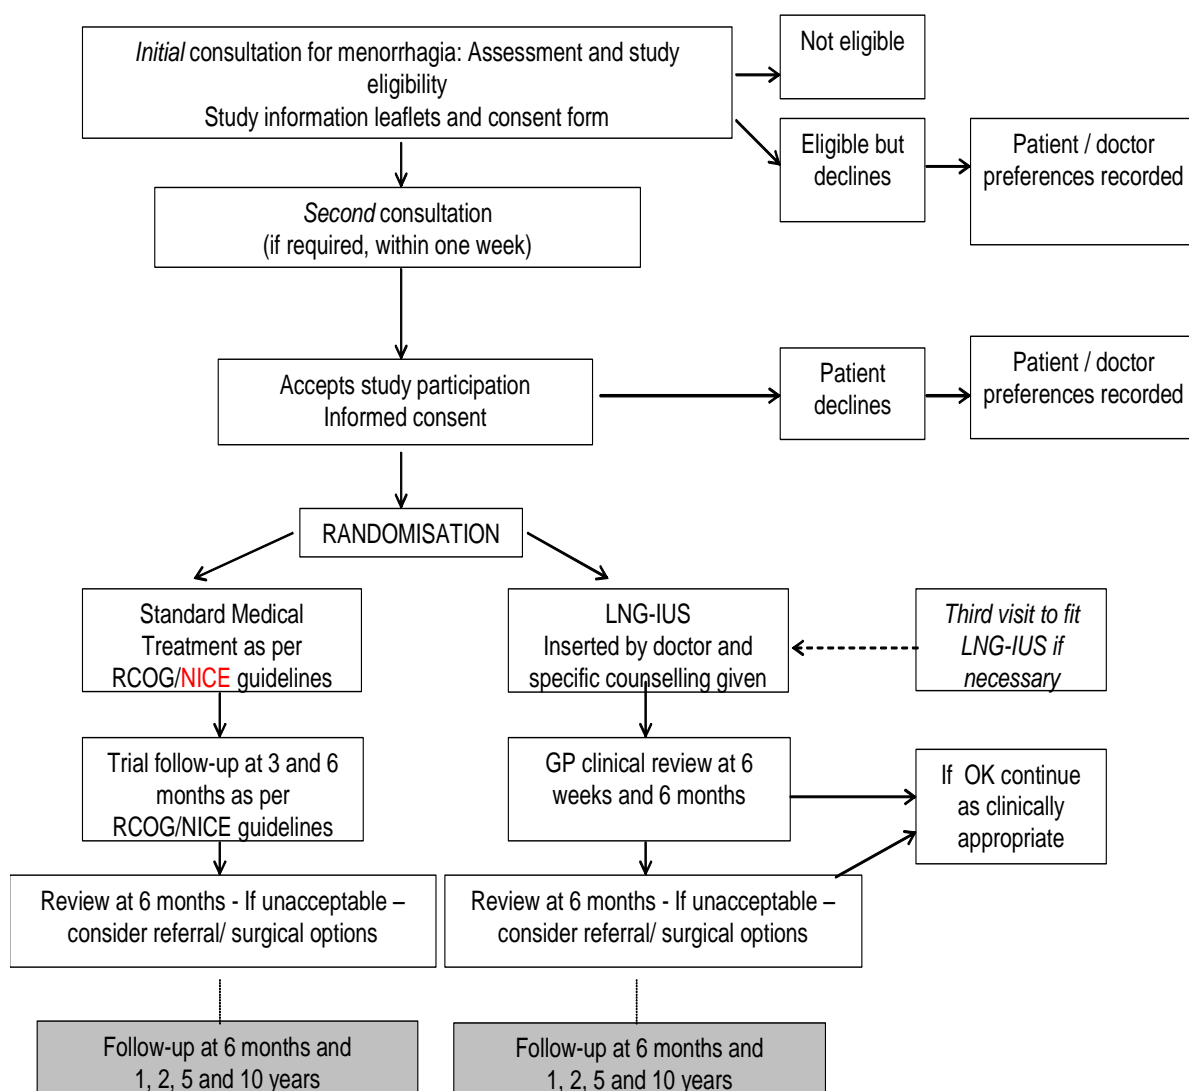 Initial consultation for menorrhagia: Assessment and study
eligibility
Study information leaflets and consent form
Not eligible
Eligible but
declines
Patient / doctor
preferences recorded
Second consultation
(if required, within one week)
Accepts study participation
Informed consent
Patient
declines
Patient / doctor
preferences recorded
RANDOMISATION
Standard Medical
Treatment as per
RCOG/NICE guidelines
LNG-IUS
Inserted by doctor and
specific counselling given
Third visit to fit
LNG-IUS if
necessary
Trial follow-up at 3 and 6
months as per
RCOG/NICE guidelines
GP clinical review at 6
weeks and 6 months
If OK continue
as clinically
appropriate
Review at 6 months - If unacceptable –
consider referral/ surgical options
Review at 6 months - If unacceptable –
consider referral/ surgical options
Follow-up at 6 months and
1, 2, 5 and 10 years
Follow-up at 6 months and
1, 2, 5 and 10 years